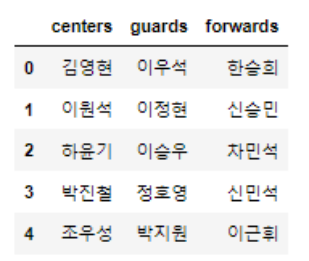 centers guards forwards
0 김영현 이우석 한승희
1 이원석 이정현 신승민
2 하윤기 이승우 차민석
3 박진철 정호영 신민석
4 조우성 박지원 이근휘